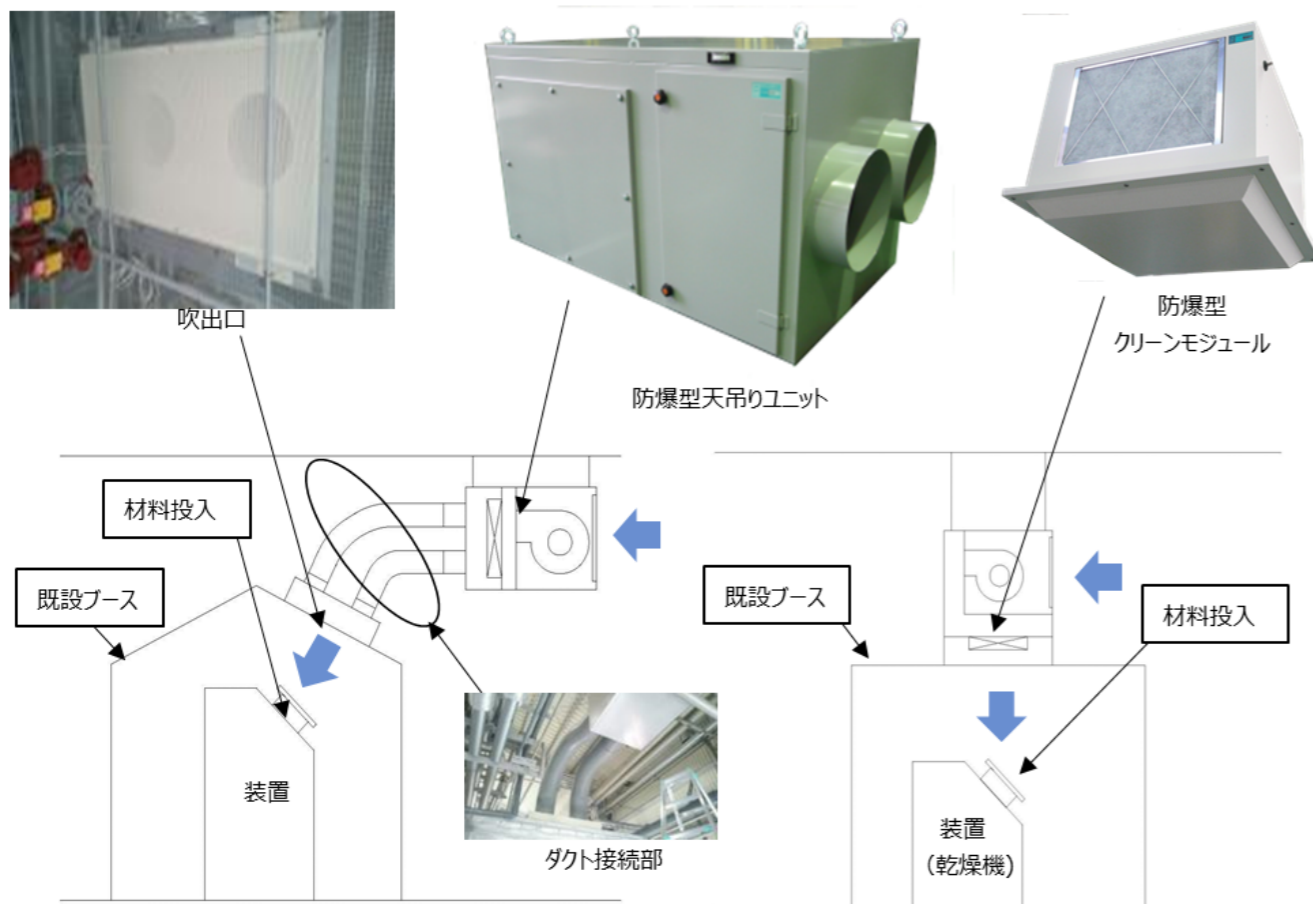 吹出口
防爆型天吊りユニット
防爆型
クリーンモジュール
材料投入
既設ブース
装置
ダクト接続部
既設ブース
材料投入
装置
(乾燥機)